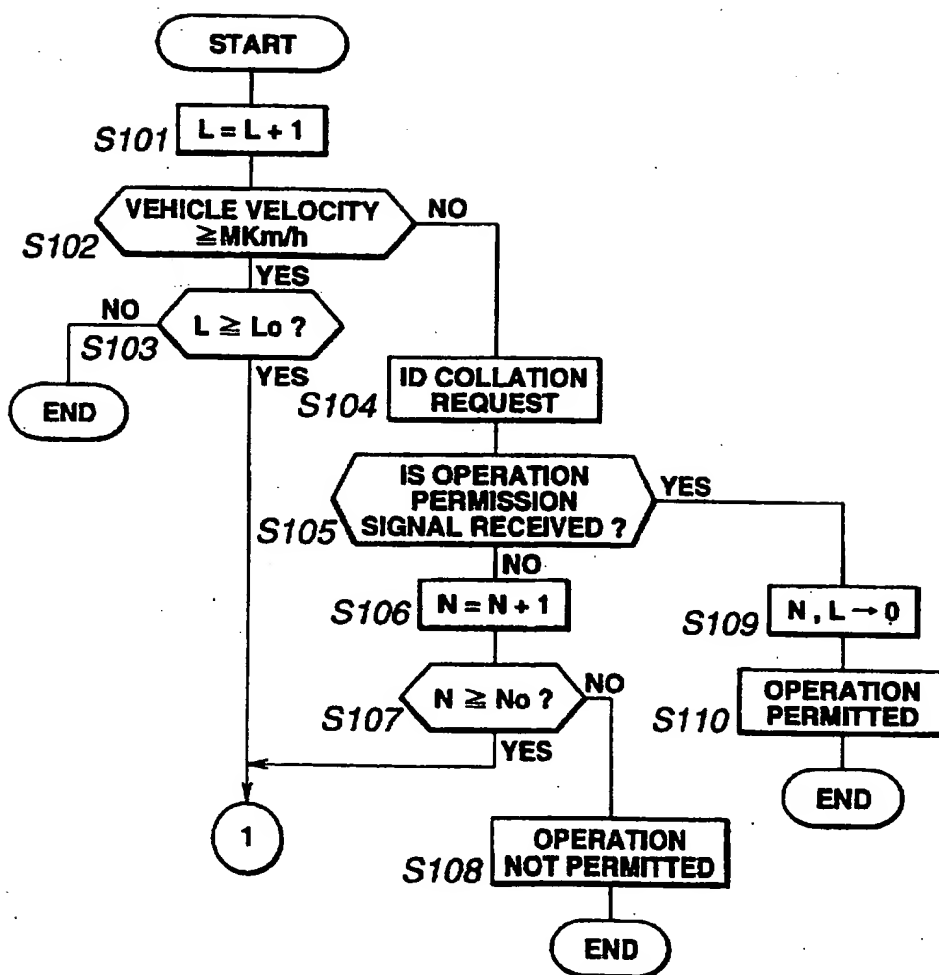 START
S101
L = L + 1
VEHICLE VELOCITY
≧MKm/h
NO
S102
YES
NO
L ≧ Lo ?
S103
YES
END
ID COLLATION
REQUEST
S104
IS OPERATION
PERMISSION
SIGNAL RECEIVED ?
YES
S105
NO
N = N + 1
S106
N , L → 0
S109
N ≧ No ?
NO
S107
YES
OPERATION
PERMITTED
S110
END
1
OPERATION
NOT PERMITTED
S108
END